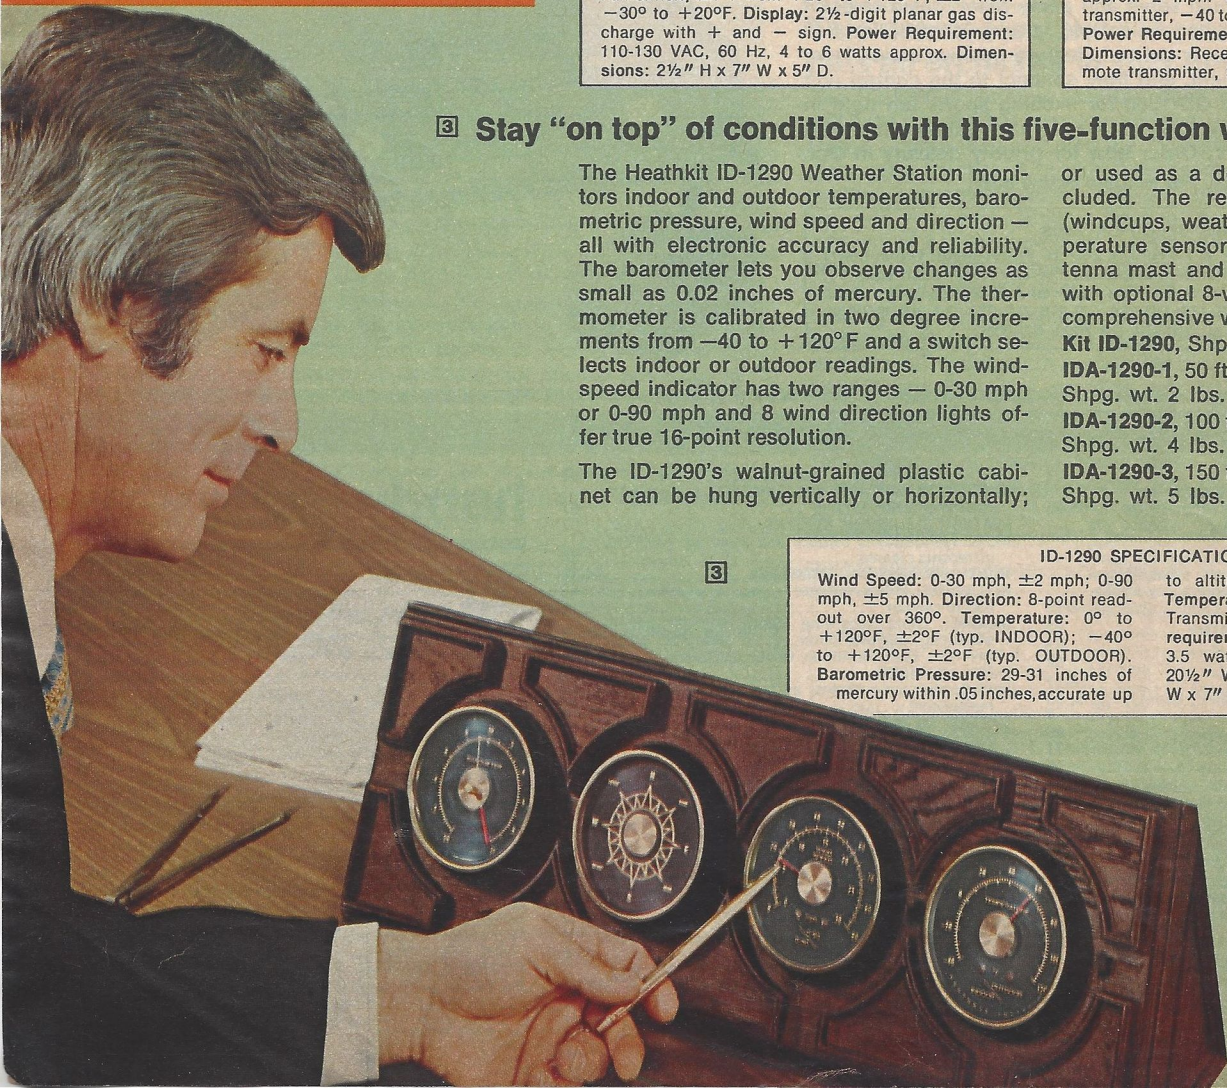 −30° to +20°F. Display: 2½-digit planar gas dis-
charge with + and − sign. Power Requirement:
110-130 VAC, 60 Hz, 4 to 6 watts approx. Dimen-
sions: 2½" H x 7" W x 5" D.
transmitter, −40 to
Power Requireme
Dimensions: Rece
mote transmitter,
3 Stay “on top” of conditions with this five-function
The Heathkit ID-1290 Weather Station moni-
tors indoor and outdoor temperatures, baro-
metric pressure, wind speed and direction —
all with electronic accuracy and reliability.
The barometer lets you observe changes as
small as 0.02 inches of mercury. The ther-
mometer is calibrated in two degree incre-
ments from —40 to +120°F and a switch se-
lects indoor or outdoor readings. The wind-
speed indicator has two ranges — 0-30 mph
or 0-90 mph and 8 wind direction lights of-
fer true 16-point resolution.
The ID-1290’s walnut-grained plastic cabi-
net can be hung vertically or horizontally;
or used as a d
cluded. The re
(windcups, weat
perature sensor
tenna mast and
with optional 8-
comprehensive
Kit ID-1290, Shp
IDA-1290-1, 50 ft
Shpg. wt. 2 lbs.
IDA-1290-2, 100
Shpg. wt. 4 lbs.
IDA-1290-3, 150
Shpg. wt. 5 lbs.
3
ID-1290 SPECIFICATIO
Wind Speed: 0-30 mph, ±2 mph; 0-90
mph, ±5 mph. Direction: 8-point read-
out over 360°. Temperature: 0° to
+120°F, ±2°F (typ. INDOOR); −40°
to +120°F, ±2°F (typ. OUTDOOR).
Barometric Pressure: 29-31 inches of
mercury within .05 inches, accurate up
to altit
Tempera
Transmi
requirer
3.5 wat
20½" W
W x 7"